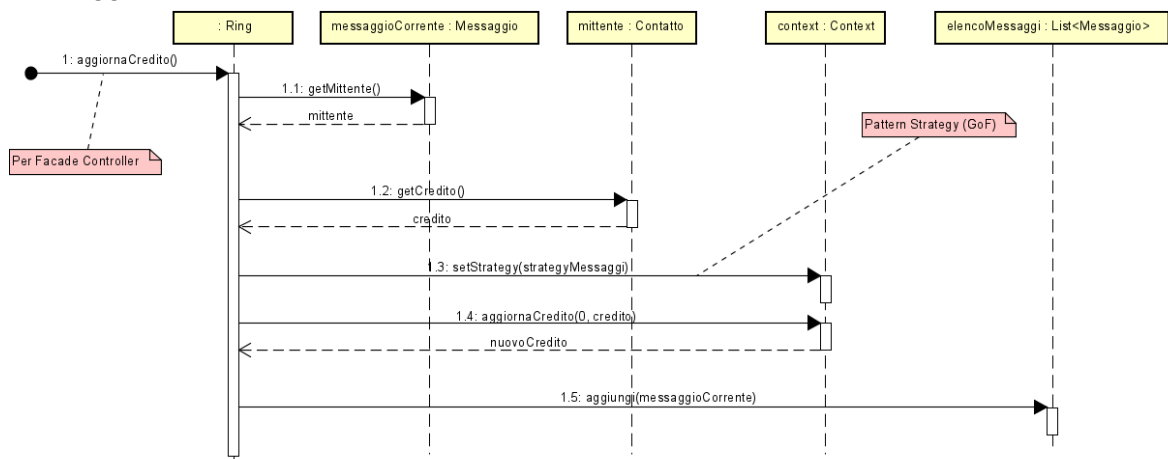 : Ring
messaggioCorrente : Messaggio
mittente : Contatto
context : Context
elencoMessaggi : List<Messaggio>
1: aggiornaCredito()
1.1: getMittente()
mittente
Pattern Strategy (GoF)
Per Facade Controller
1.2: getCredito()
credito
1.3: setStrategy(strategyMessaggi)
1.4: aggiornaCredito(0, credito)
nuovoCredito
1.5: aggiungi(messaggioCorrente)